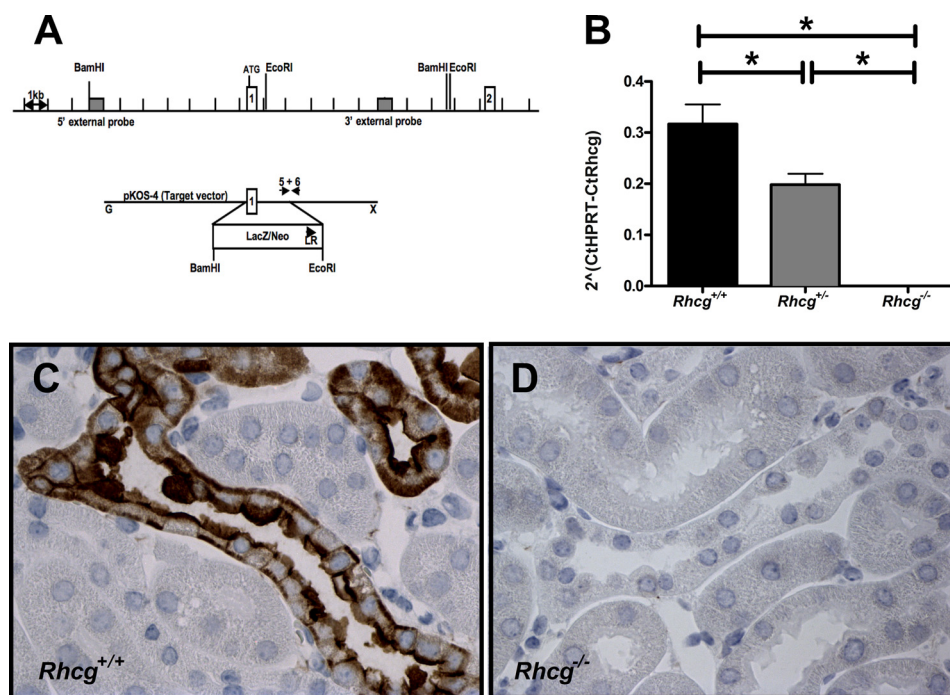 A
BamHI
ATG
EcoRI
BamHI
EcoRI
1kb
1
2
5' external probe
3' external probe
5 + 6
pKOS-4 (Target vector)
1
G
X
LacZ/Neo
LR
BamHI
EcoRI
B
*
*
*
2^(CtHPRT-CtRhcg)
0.4
0.3
0.2
0.1
0.0
Rhcg+/+
Rhcg+/-
Rhcg-/-
C
Rhcg+/+
D
Rhcg-/-